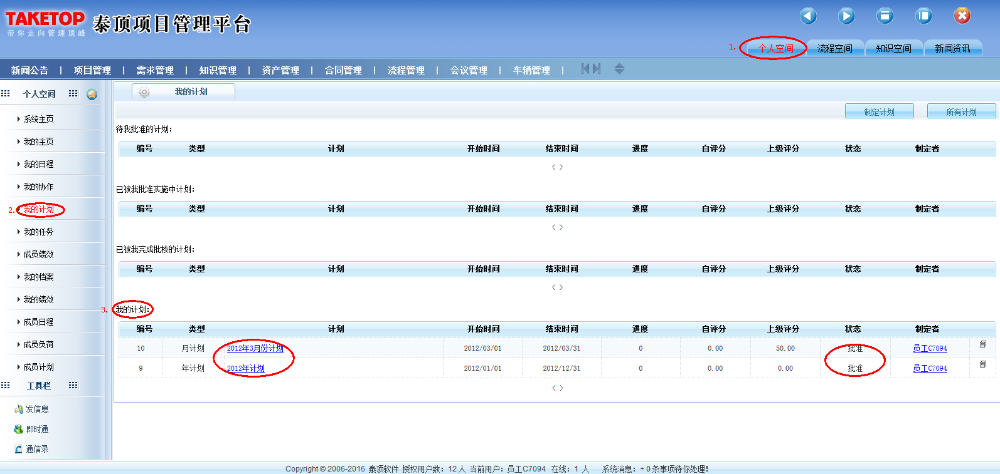 TAKETOP 泰顶项目管理平台
带你走向管理顶峰
1. 个人空间 流程空间 知识空间 新闻资讯
新闻公告 | 项目管理 | 需求管理 | 知识管理 | 资产管理 | 合同管理 | 流程管理 | 会议管理 | 车辆管理 |
个人空间
系统主页
我的主页
我的日程
我的协作
2. 我的计划
我的任务
成员绩效
我的档案
我的绩效
成员日程
成员负荷
成员计划
工具栏
发信息
即时通
通信录
我的计划
制定计划 所有计划
待我批准的计划：
编号 类型 计划 开始时间 结束时间 进度 自评分 上级评分 状态 制定者
< >
已被我批准实施中计划：
编号 类型 计划 开始时间 结束时间 进度 自评分 上级评分 状态 制定者
< >
已被我完成批核的计划：
编号 类型 计划 开始时间 结束时间 进度 自评分 上级评分 状态 制定者
< >
3. 我的计划：
编号 类型 计划 开始时间 结束时间 进度 自评分 上级评分 状态 制定者
10 月计划 2012年3月份计划 2012/03/01 2012/03/31 0 0.00 50.00 批准 员工C7094
9 年计划 2012年计划 2012/01/01 2012/12/31 0 0.00 0.00 批准 员工C7094
< >
Copyright © 2006-2016 泰顶软件 授权用户数：12 人 当前用户：员工C7094 在线：1 人 系统消息：+ 0 条事项待你处理！